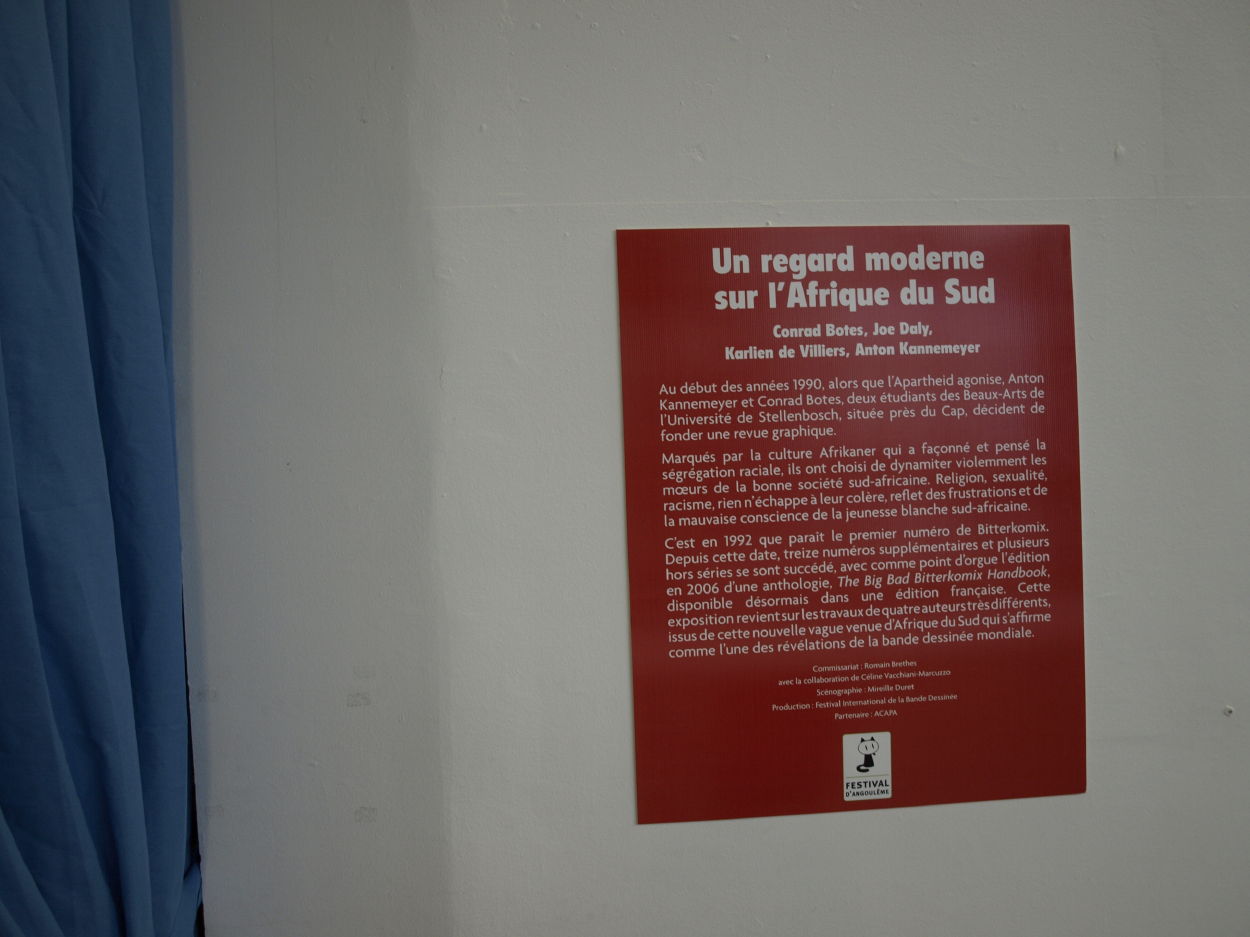 Un regard moderne
sur l'Afrique du Sud
Conrad Botes, Joe Daly,
Karlien de Villiers, Anton Kannemeyer
Au début des années 1990, alors que l'Apartheid agonise, Anton
Kannemeyer et Conrad Botes, deux étudiants des Beaux-Arts de
l'Université de Stellenbosch, située près du Cap, décident de
fonder une revue graphique.
Marqués par la culture Afrikaner qui a façonné et pensé la
ségrégation raciale, ils ont choisi de dynamiter violemment les
mœurs de la bonne société sud-africaine. Religion, sexualité,
racisme, rien n'échappe à leur colère, reflet des frustrations et de
la mauvaise conscience de la jeunesse blanche sud-africaine.
C'est en 1992 que parait le premier numéro de Bitterkomix.
Depuis cette date, treize numéros supplémentaires et plusieurs
hors séries se sont succédé, avec comme point d'orgue l'édition
en 2006 d'une anthologie, The Big Bad Bitterkomix Handbook,
disponible désormais dans une édition française. Cette
exposition revient sur les travaux de quatre auteurs très différents,
issus de cette nouvelle vague venue d'Afrique du Sud qui s'affirme
comme l'une des révélations de la bande dessinée mondiale.
Commissariat : Romain Brethes
avec la collaboration de Céline Vacchiani-Marcuzzo
Scénographie : Mireille Duret
Production : Festival International de la Bande Dessinée
Partenaire : ACAPA
FESTIVAL
D'ANGOULÊME